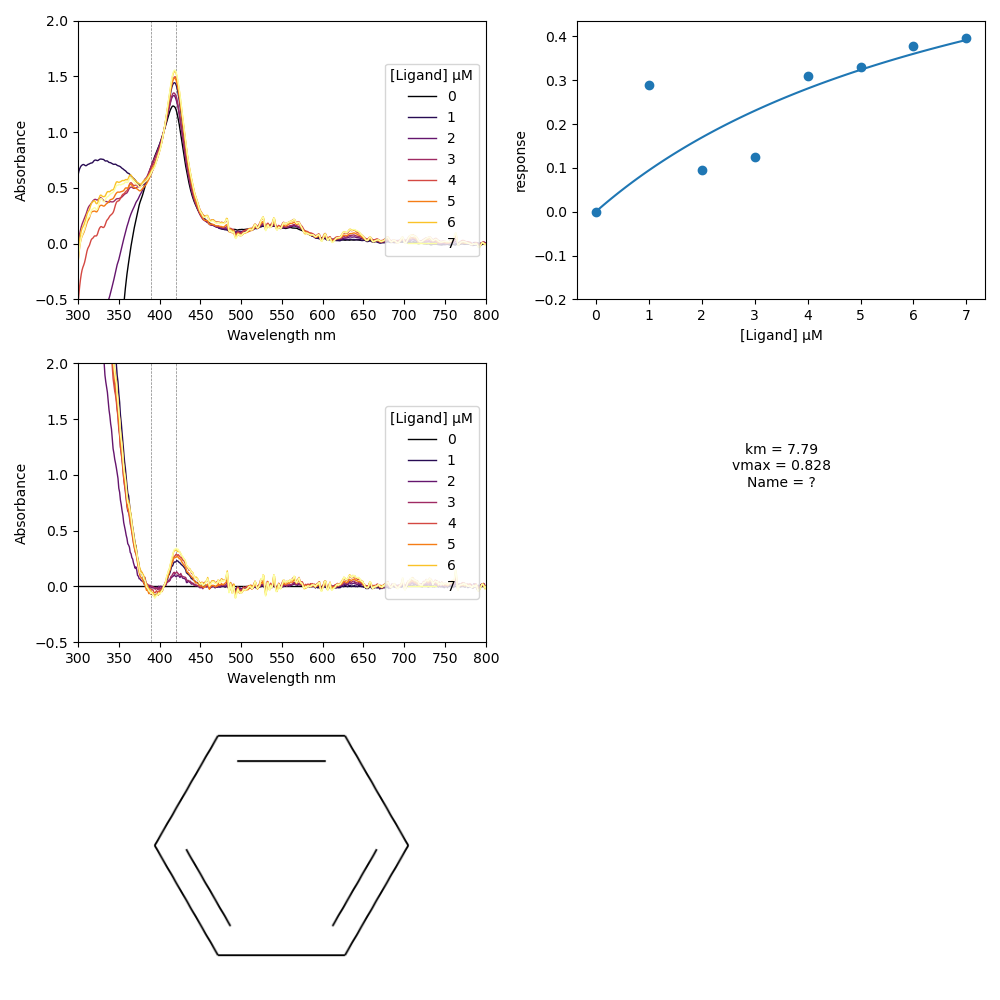 2.0
1.5
1.0
0.5
0.0
−0.5
Absorbance
300 350 400 450 500 550 600 650 700 750 800
Wavelength nm
[Ligand] μM
0
1
2
3
4
5
6
7
0.4
0.3
0.2
0.1
0.0
−0.1
−0.2
response
0 1 2 3 4 5 6 7
[Ligand] μM
2.0
1.5
1.0
0.5
0.0
−0.5
Absorbance
300 350 400 450 500 550 600 650 700 750 800
Wavelength nm
[Ligand] μM
0
1
2
3
4
5
6
7
km = 7.79
vmax = 0.828
Name = ?